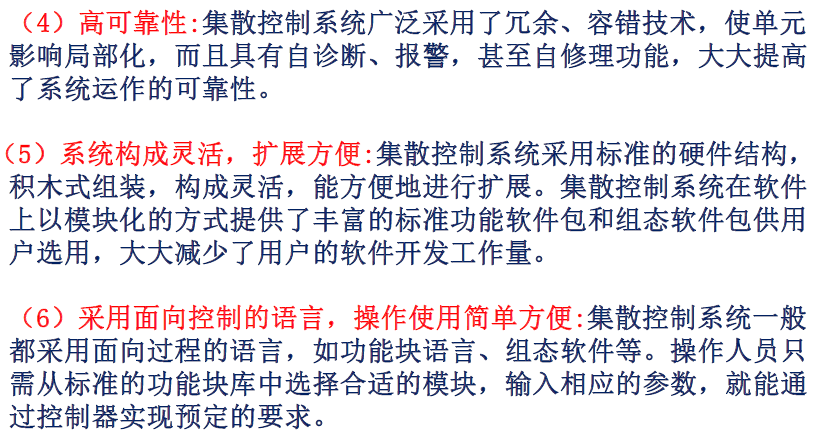 （4）高可靠性:集散控制系统广泛采用了冗余、容错技术，使单元
影响局部化，而且具有自诊断、报警，甚至自修理功能，大大提高
了系统运作的可靠性。
（5）系统构成灵活，扩展方便:集散控制系统采用标准的硬件结构，
积木式组装，构成灵活，能方便地进行扩展。集散控制系统在软件
上以模块化的方式提供了丰富的标准功能软件包和组态软件包供用
户选用，大大减少了用户的软件开发工作量。
（6）采用面向控制的语言，操作使用简单方便:集散控制系统一般
都采用面向过程的语言，如功能块语言、组态软件等。操作人员只
需从标准的功能块库中选择合适的模块，输入相应的参数，就能通
过控制器实现预定的要求。